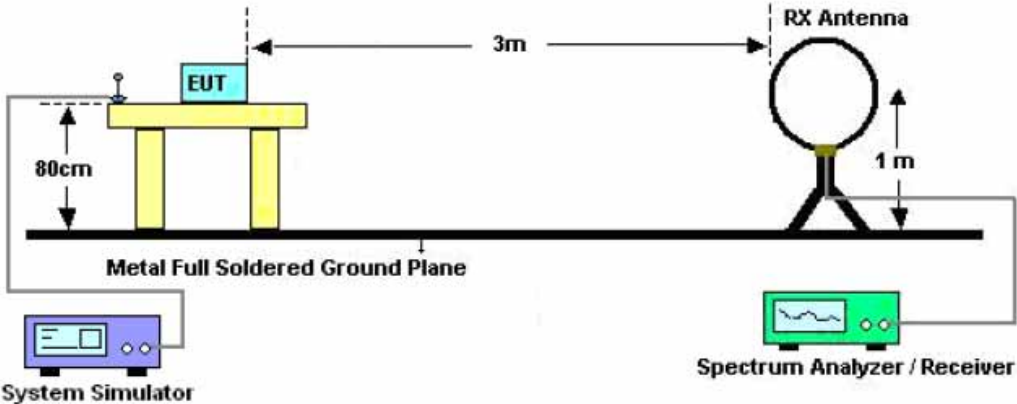 RX Antenna
3m
EUT
80cm
1 m
Metal Full Soldered Ground Plane
Spectrum Analyzer / Receiver
System Simulator